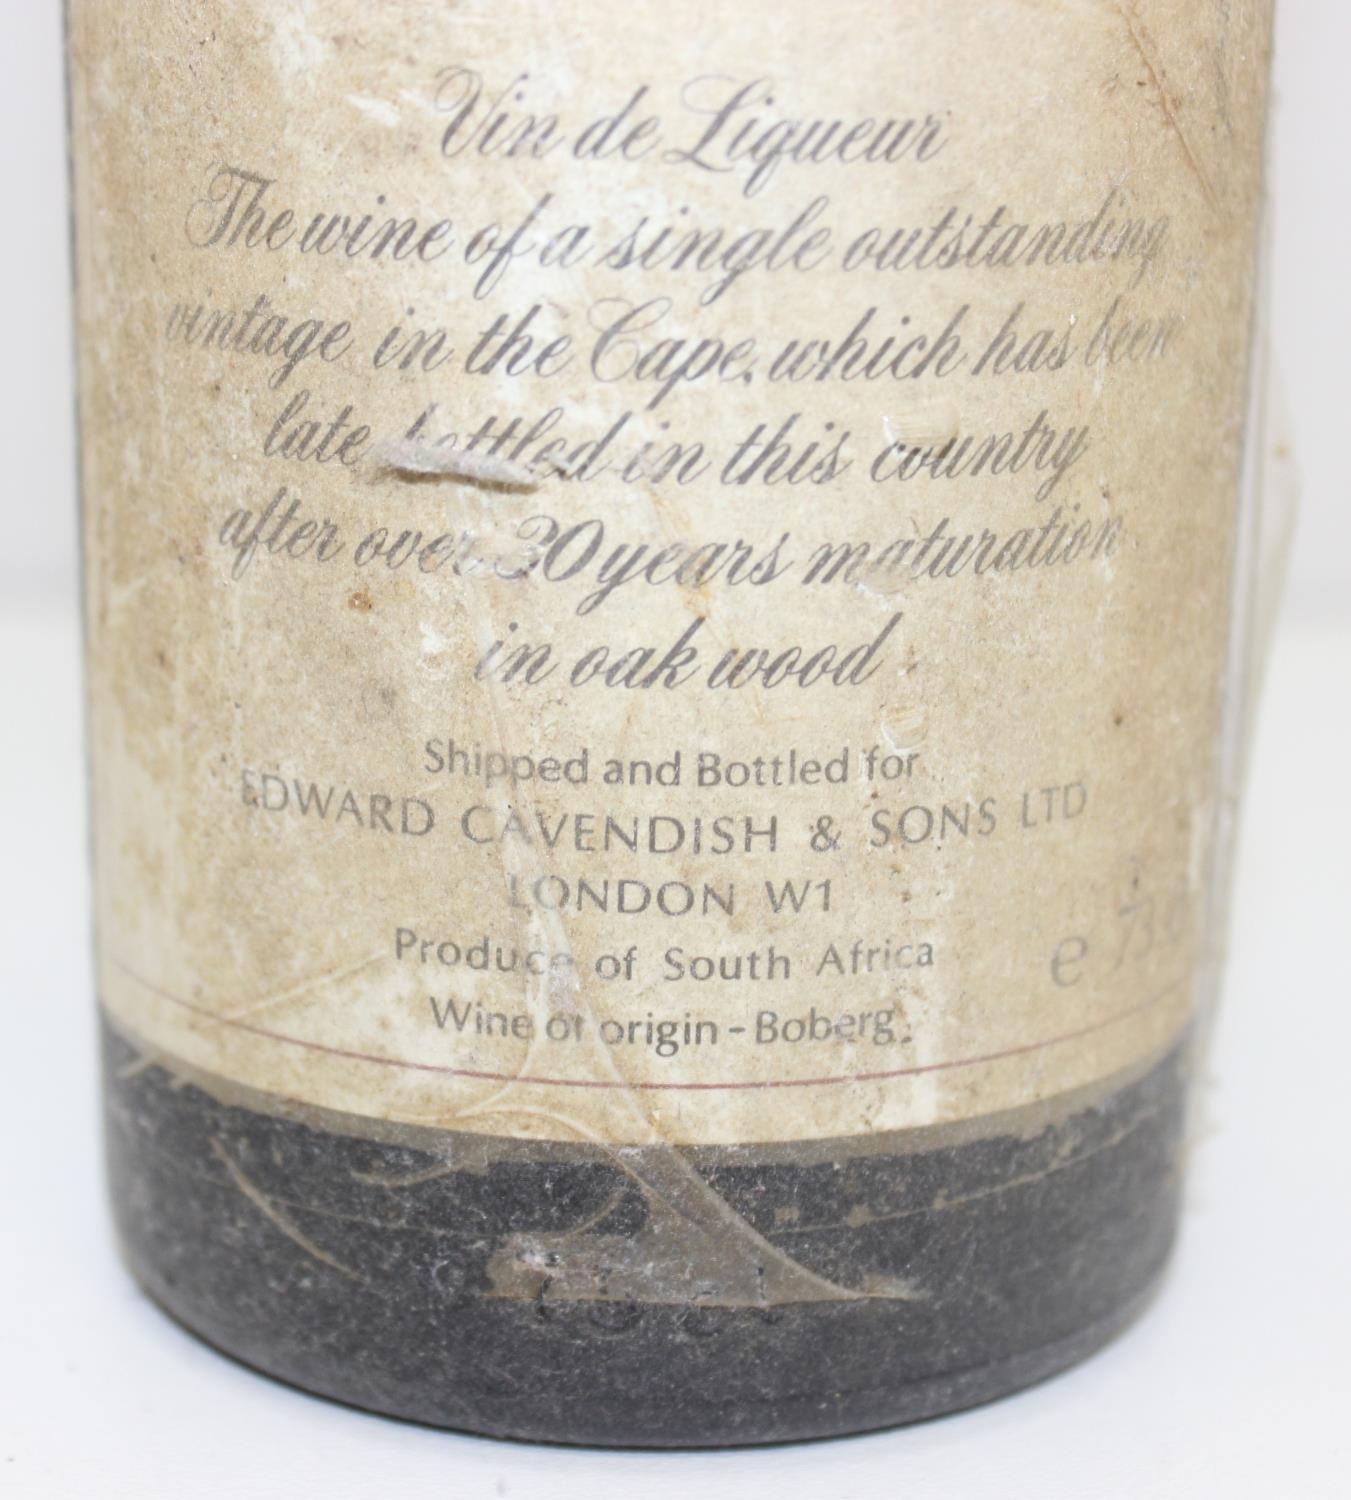 Vin de Liqueur
The wine of a single outstanding
vintage in the Cape, which has been
late bottled in this country
after over 30 years maturation
in oak wood
Shipped and Bottled for
EDWARD CAVENDISH & SONS LTD
LONDON W1
Produce of South Africa
e
Wine of origin - Boberg.